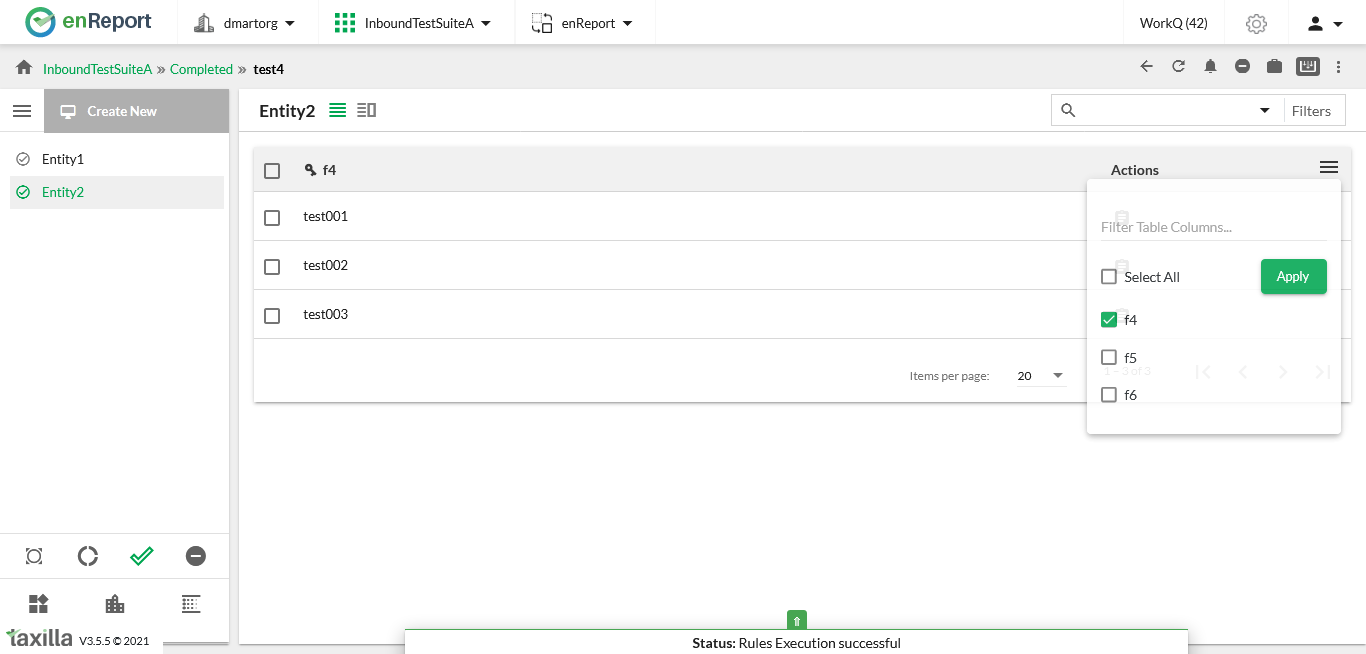 enReport dmartorg InboundTestSuiteA enReport WorkQ (42)
InboundTestSuiteA » Completed » test4
Create New
Entity2
Filters
Entity1
Entity2
f4 Actions
test001
test002
test003
Filter Table Columns...
Select All Apply
f4
f5
f6
Items per page: 20 1 - 3 of 3
taxilla V3.5.5 © 2021
Status: Rules Execution successful